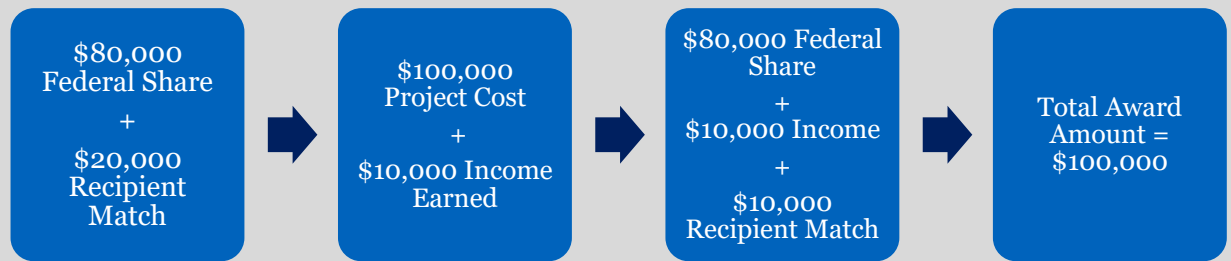 $80,000
Federal Share
+
$20,000
Recipient
Match
$100,000
Project Cost
+
$10,000 Income
Earned
$80,000 Federal
Share
+
$10,000 Income
+
$10,000
Recipient Match
Total Award
Amount =
$100,000